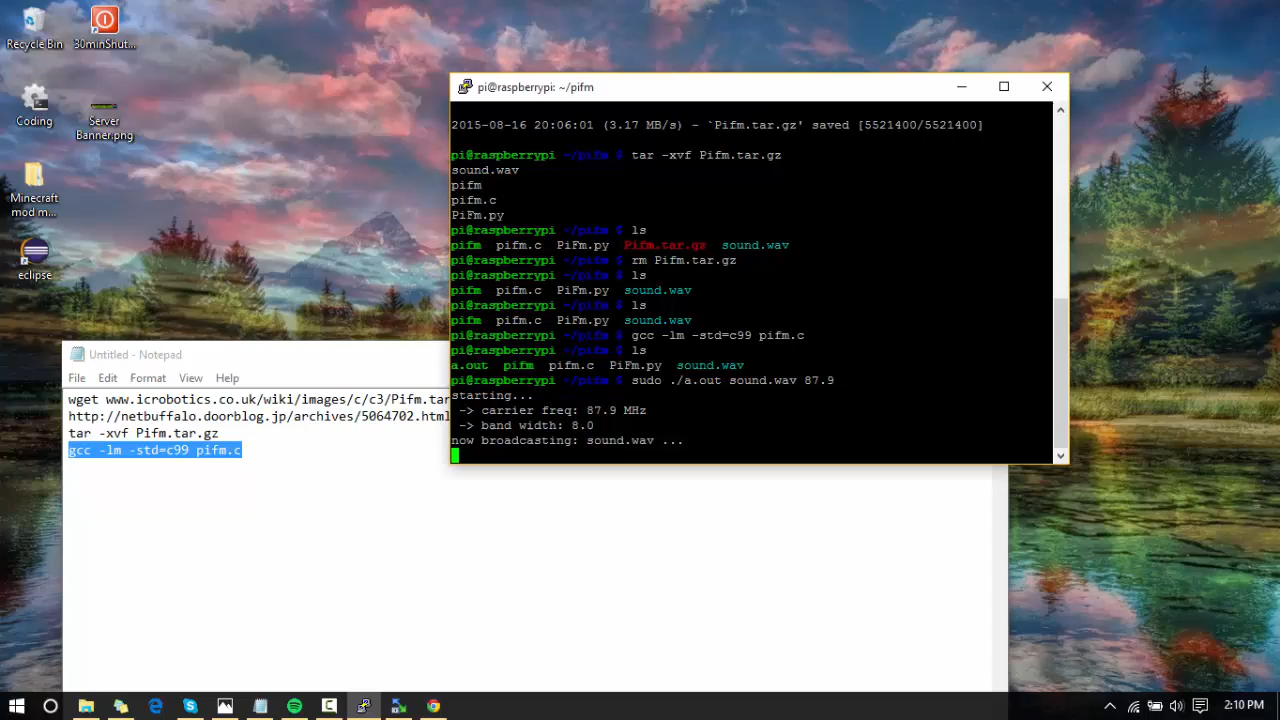 Recycle Bin
30minShut...
Coding
Server
Banner.png
Minecraft
mod m...
eclipse
pi@raspberrypi: ~/pifm
2015-08-16 20:06:01 (3.17 MB/s) - `Pifm.tar.gz' saved [5521400/5521400]
pi@raspberrypi ~/pifm $ tar -xvf Pifm.tar.gz
sound.wav
pifm
pifm.c
PiFm.py
pi@raspberrypi ~/pifm $ ls
pifm pifm.c PiFm.py Pifm.tar.gz sound.wav
pi@raspberrypi ~/pifm $ rm Pifm.tar.gz
pi@raspberrypi ~/pifm $ ls
pifm pifm.c PiFm.py sound.wav
pi@raspberrypi ~/pifm $ ls
pifm pifm.c PiFm.py sound.wav
pi@raspberrypi ~/pifm $ gcc -lm -std=c99 pifm.c
pi@raspberrypi ~/pifm $ ls
a.out pifm pifm.c PiFm.py sound.wav
pi@raspberrypi ~/pifm $ sudo ./a.out sound.wav 87.9
starting...
-> carrier freq: 87.9 MHz
-> band width: 8.0
now broadcasting: sound.wav ...
Untitled - Notepad
File Edit Format View Help
wget www.icrobotics.co.uk/wiki/images/c/c3/Pifm.tar
http://netbuffalo.doorblog.jp/archives/5064702.html
tar -xvf Pifm.tar.gz
gcc -lm -std=c99 pifm.c
2:10 PM